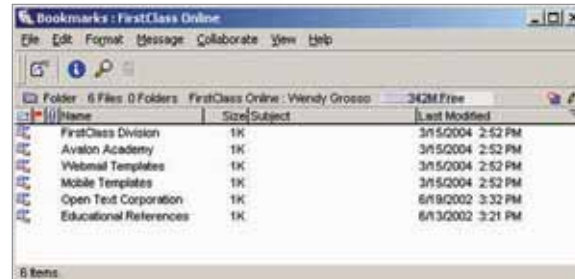 Bookmarks : FirstClass Online
File Edit Format Message Collaborate View Help
Folder 6 Files 0 Folders FirstClass Online : Wendy Grosso 342M Free
Name Size Subject Last Modified
FirstClass Division 1K 3/15/2004 2:52 PM
Avalon Academy 1K 3/15/2004 2:52 PM
Webmail Templates 1K 3/15/2004 2:52 PM
Mobile Templates 1K 3/15/2004 2:52 PM
Open Text Corporation 1K 6/19/2002 3:32 PM
Educational References 1K 6/13/2002 3:21 PM
6 Items.